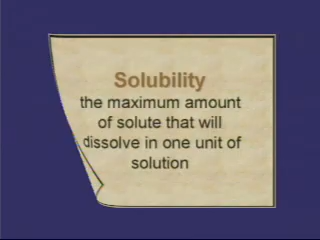 Solubility
the maximum amount
of solute that will
dissolve in one unit of
solution